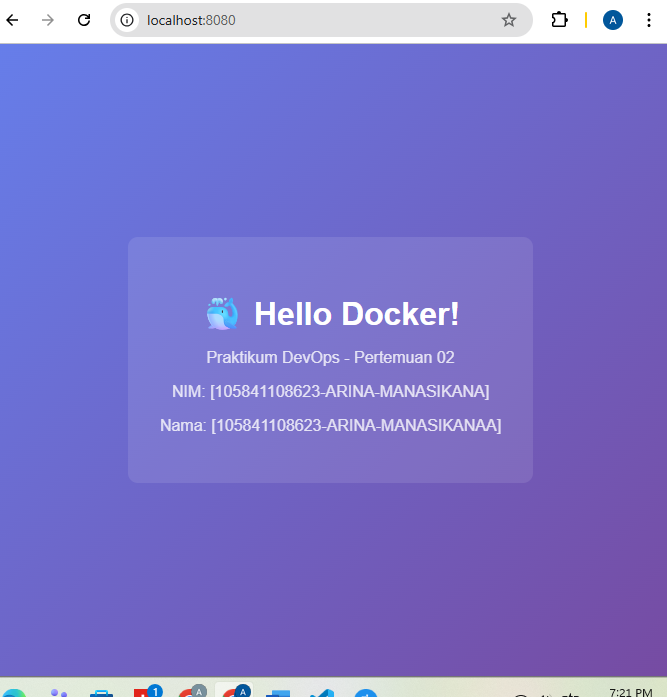 localhost:8080
A
Hello Docker!
Praktikum DevOps - Pertemuan 02
NIM: [105841108623-ARINA-MANASIKANA]
Nama: [105841108623-ARINA-MANASIKANAA]
1
A
A
7:21 PM